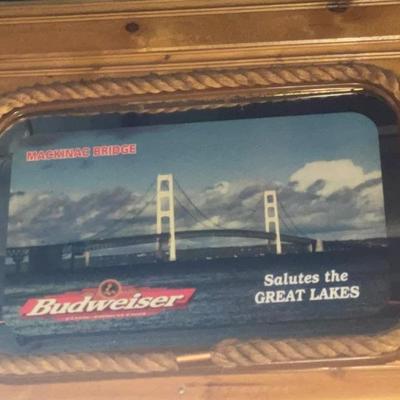 MACKINAC BRIDGE
Budweiser
Salutes the
GREAT LAKES